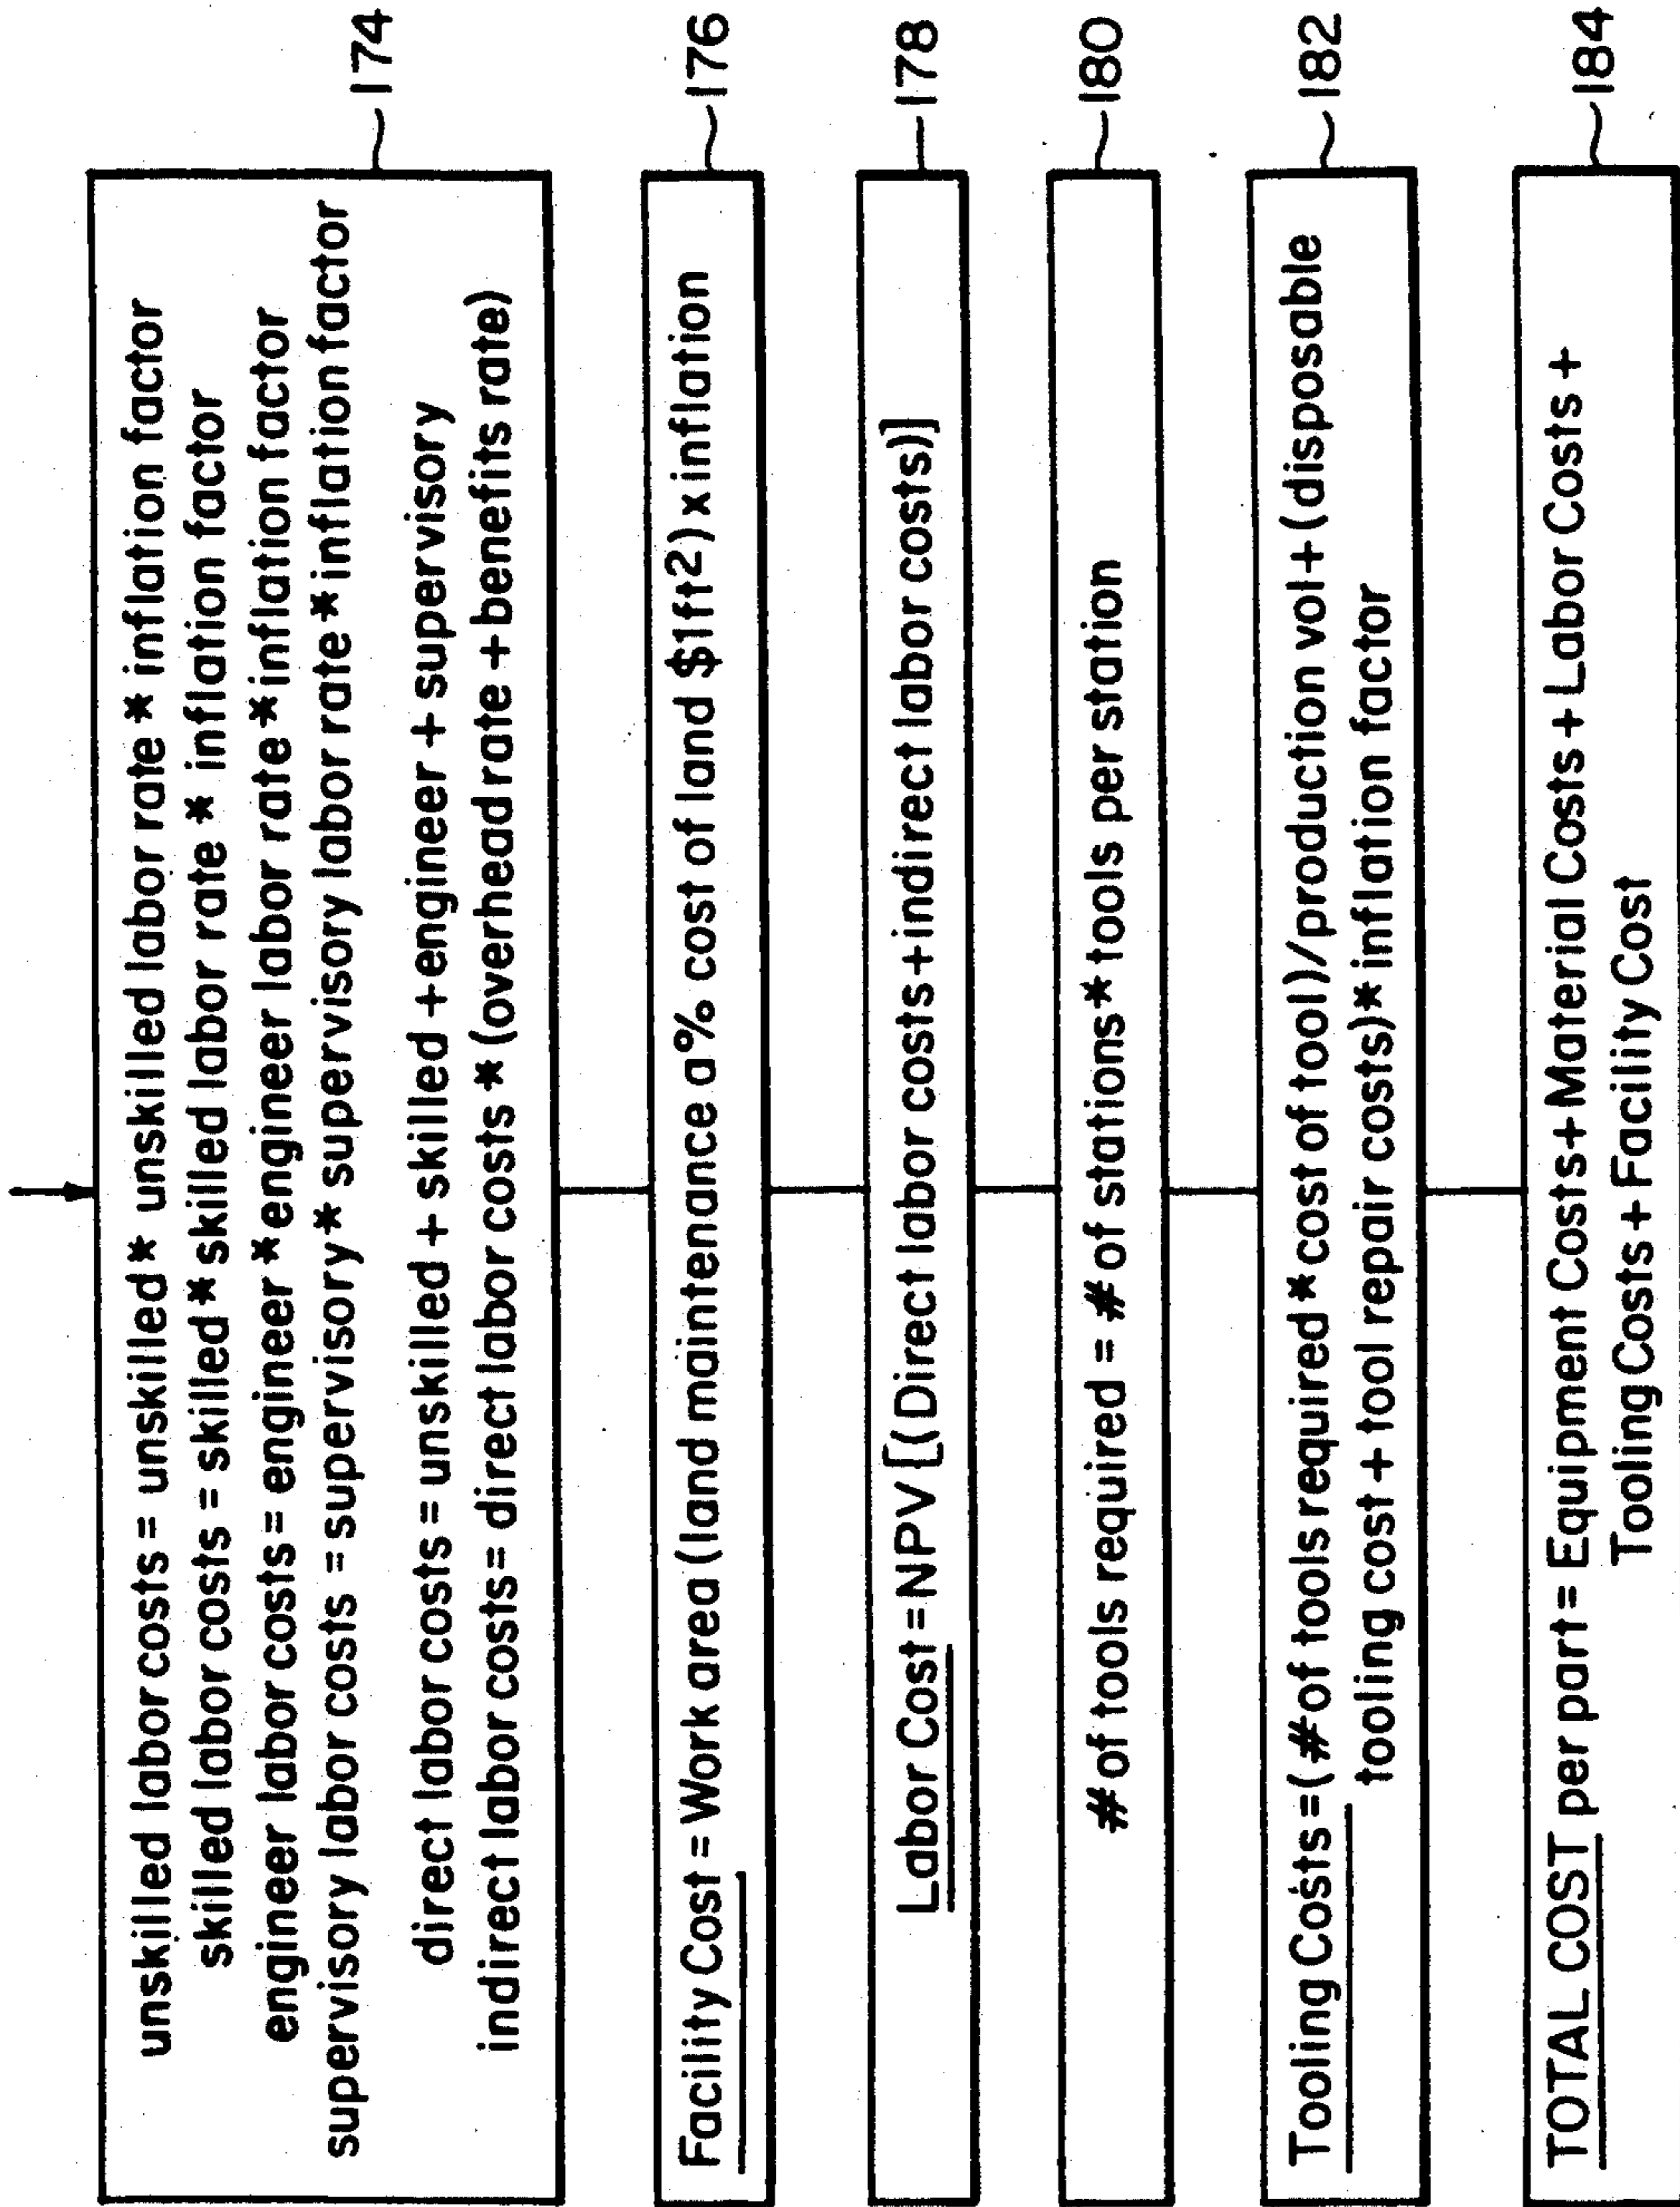 unskilled labor costs = unskilled * unskilled labor rate * inflation factor
skilled labor costs = skilled * skilled labor rate * inflation factor
engineer labor costs = engineer * engineer labor rate * inflation factor
supervisory labor costs = supervisory * supervisory labor rate * inflation factor
direct labor costs = unskilled + skilled + engineer + supervisory
indirect labor costs = direct labor costs * (overhead rate + benefits rate)
174
Facility Cost = Work area (land maintenance a% cost of land $1ft²) x inflation
176
Labor Cost = NPV [(Direct labor costs + indirect labor costs)]
178
# of tools required = # of stations * tools per station
180
Tooling Costs = (# of tools required * cost of tool) / production vol + (disposable
tooling cost + tool repair costs) * inflation factor
182
TOTAL COST per part = Equipment Costs + Material Costs + Labor Costs +
Tooling Costs + Facility Cost
184